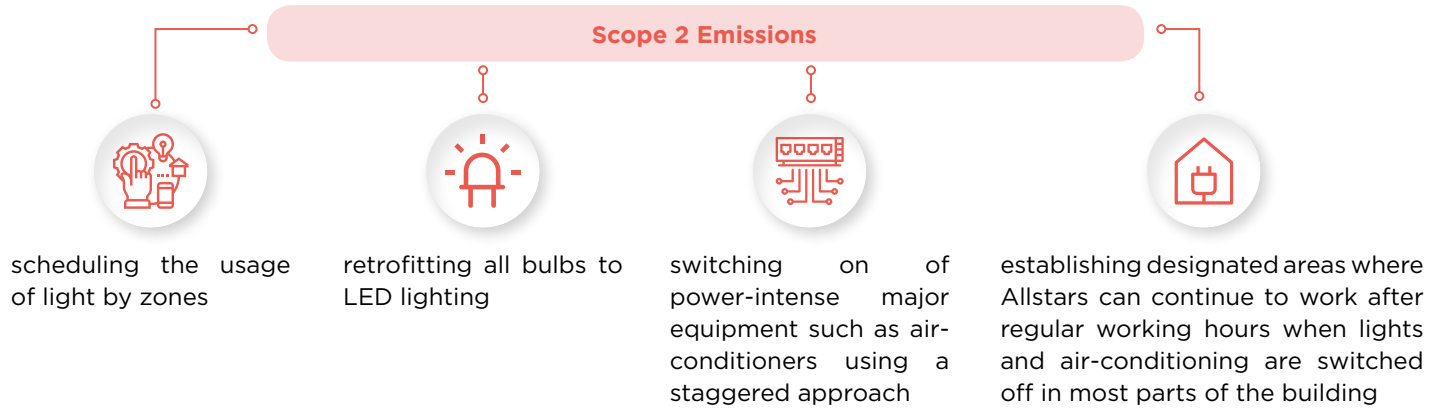 Scope 2 Emissions
scheduling the usage
of light by zones
retrofitting all bulbs to
LED lighting
switching on of
power-intense major
equipment such as air-
conditioners using a
staggered approach
establishing designated areas where
Allstars can continue to work after
regular working hours when lights
and air-conditioning are switched
off in most parts of the building